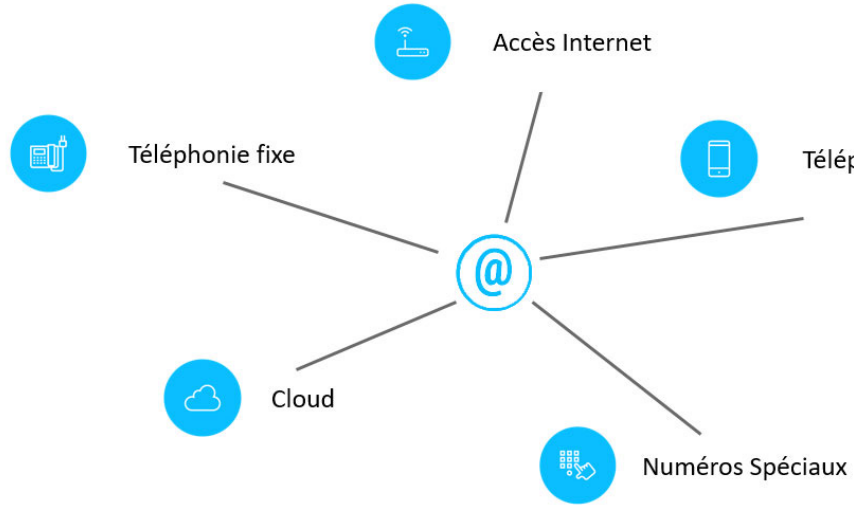 Accès Internet
Téléphonie fixe
@
Cloud
Numéros Spéciaux